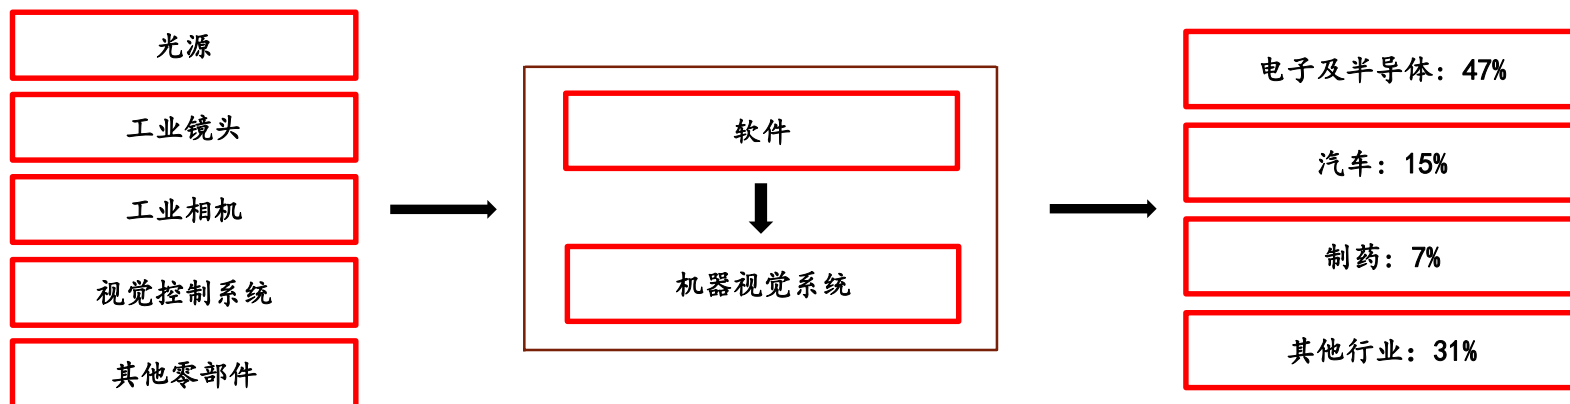 光源
工业镜头
工业相机
视觉控制系统
其他零部件
软件
机器视觉系统
电子及半导体：47%
汽车：15%
制药：7%
其他行业：31%